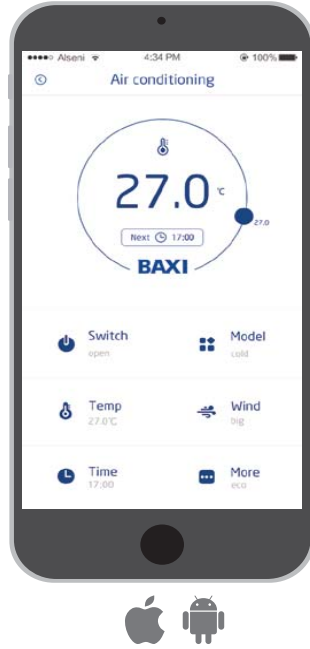 Alseni 4:34 PM 100%
Air conditioning
27.0 °C
27.0
Next 17:00
BAXI
Switch
open
Model
cold
Temp
27.0℃
Wind
big
Time
17:00
More
eco